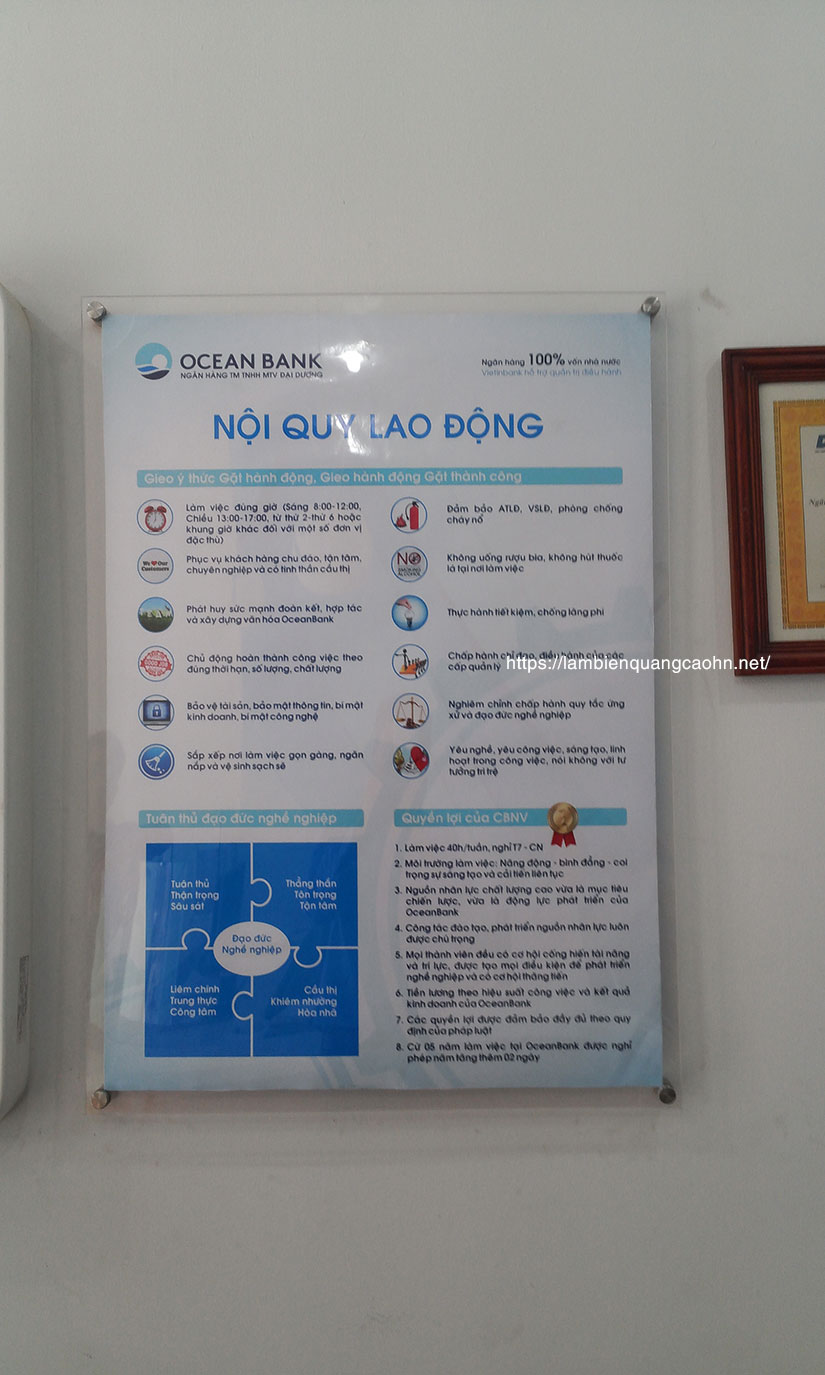 OCEAN BANK
NGÂN HÀNG TM TNHH MTV ĐẠI DƯƠNG
Ngân hàng 100% vốn nhà nước
Vietinbank hỗ trợ quản trị điều hành
NỘI QUY LAO ĐỘNG
Gieo ý thức Gặt hành động, Gieo hành động Gặt thành công
Làm việc đúng giờ (Sáng 8:00-12:00,
Chiều 13:00-17:00, từ thứ 2-thứ 6 hoặc
khung giờ khác đối với một số đơn vị
đặc thù)
We Our
Customers
Phục vụ khách hàng chu đáo, tận tâm,
chuyên nghiệp và có tinh thần cầu thị
Phát huy sức mạnh đoàn kết, hợp tác
và xây dựng văn hóa OceanBank
GOOD JOB
Chủ động hoàn thành công việc theo
đúng thời hạn, số lượng, chất lượng
Bảo vệ tài sản, bảo mật thông tin, bí mật
kinh doanh, bí mật công nghệ
Sắp xếp nơi làm việc gọn gàng, ngăn
nắp và vệ sinh sạch sẽ
Đảm bảo ATLĐ, VSLĐ, phòng chống
cháy nổ
NO
SMOKING
ALCOHOL
Không uống rượu bia, không hút thuốc
lá tại nơi làm việc
Thực hành tiết kiệm, chống lãng phí
Chấp hành chỉ đạo, điều hành của các
cấp quản lý
https://lambienquangcaohn.net/
Nghiêm chỉnh chấp hành quy tắc ứng
xử và đạo đức nghề nghiệp
Yêu nghề, yêu công việc, sáng tạo, linh
hoạt trong công việc, nói không với tư
tưởng trì trệ
Tuân thủ đạo đức nghề nghiệp
Tuân thủ
Thận trọng
Sâu sát
Thẳng thắn
Tôn trọng
Tận tâm
Đạo đức
Nghề nghiệp
Liêm chính
Trung thực
Công tâm
Cầu thị
Khiêm nhường
Hòa nhã
Quyền lợi của CBNV
1. Làm việc 40h/tuần, nghỉ T7 - CN
2. Môi trường làm việc: Năng động - bình đẳng - coi
trọng sự sáng tạo và cải tiến liên tục
3. Nguồn nhân lực chất lượng cao vừa là mục tiêu
chiến lược, vừa là động lực phát triển của
OceanBank
4. Công tác đào tạo, phát triển nguồn nhân lực luôn
được chú trọng
5. Mọi thành viên đều có cơ hội cống hiến tài năng
và trí lực, được tạo mọi điều kiện để phát triển
nghề nghiệp và có cơ hội thăng tiến
6. Tiền lương theo hiệu suất công việc và kết quả
kinh doanh của OceanBank
7. Các quyền lợi được đảm bảo đầy đủ theo quy
định của pháp luật
8. Cứ 05 năm làm việc tại OceanBank được nghỉ
phép năm tăng thêm 02 ngày